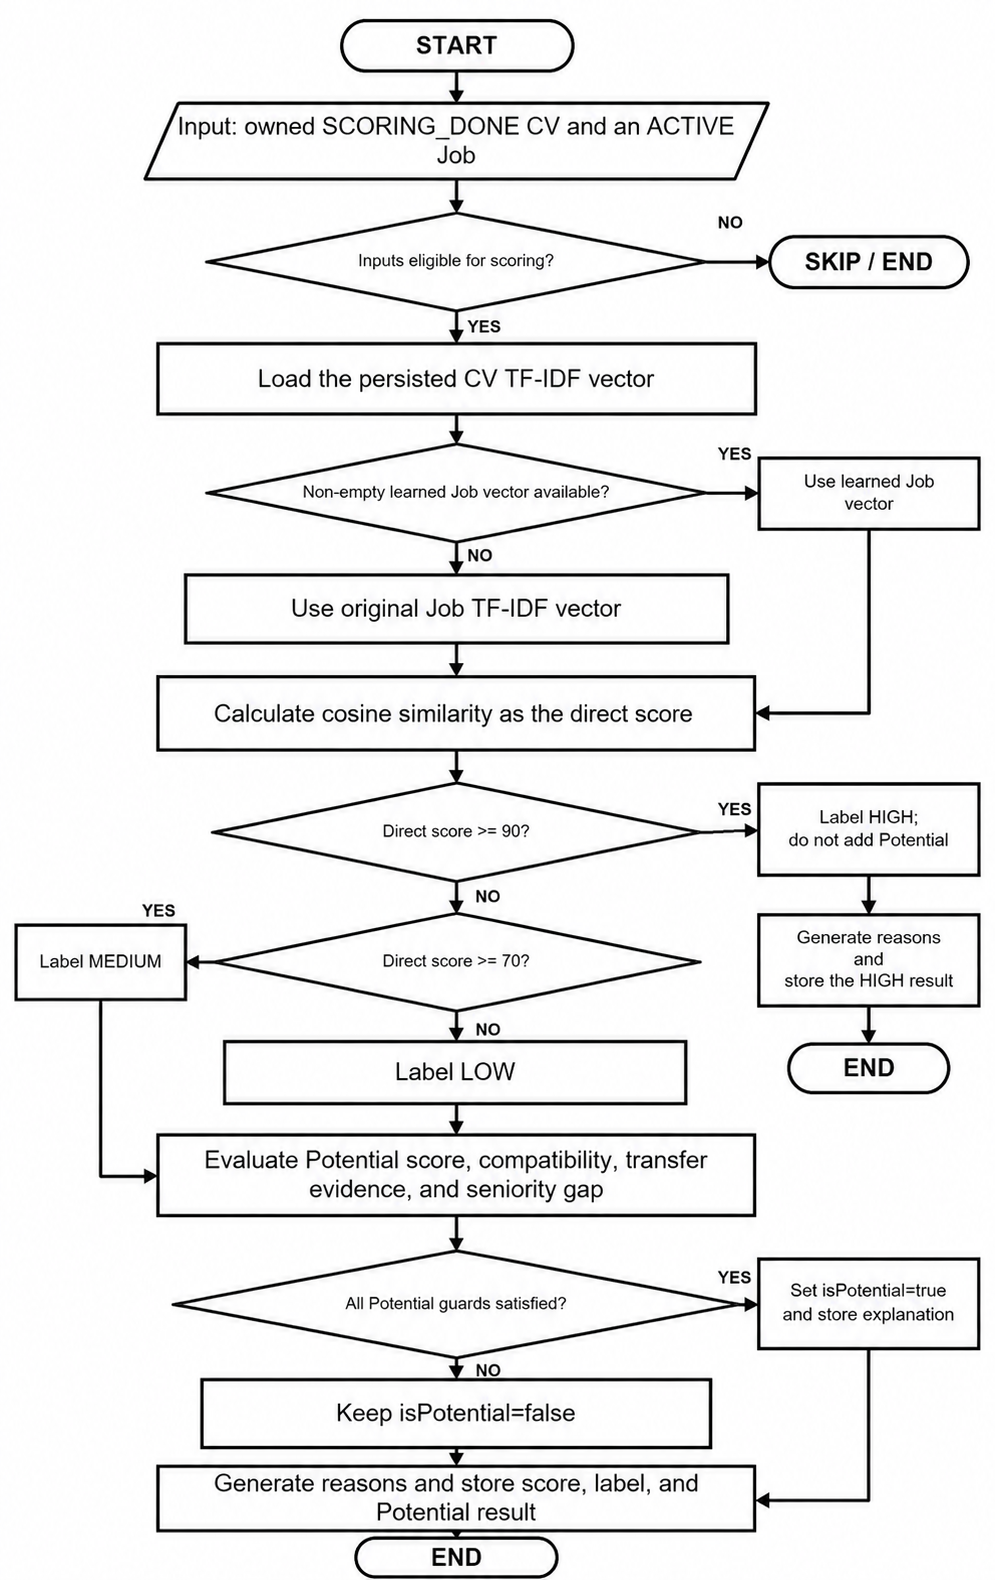 START
Input: owned SCORING_DONE CV and an ACTIVE
Job
NO
Inputs eligible for scoring?
SKIP / END
YES
Load the persisted CV TF-IDF vector
YES
Non-empty learned Job vector available?
Use learned Job
vector
NO
Use original Job TF-IDF vector
Calculate cosine similarity as the direct score
YES
Direct score >= 90?
Label HIGH;
do not add Potential
NO
YES
Direct score >= 70?
Label MEDIUM
Generate reasons
and
store the HIGH result
NO
Label LOW
END
Evaluate Potential score, compatibility, transfer
evidence, and seniority gap
YES
All Potential guards satisfied?
Set isPotential=true
and store explanation
NO
Keep isPotential=false
Generate reasons and store score, label, and
Potential result
END